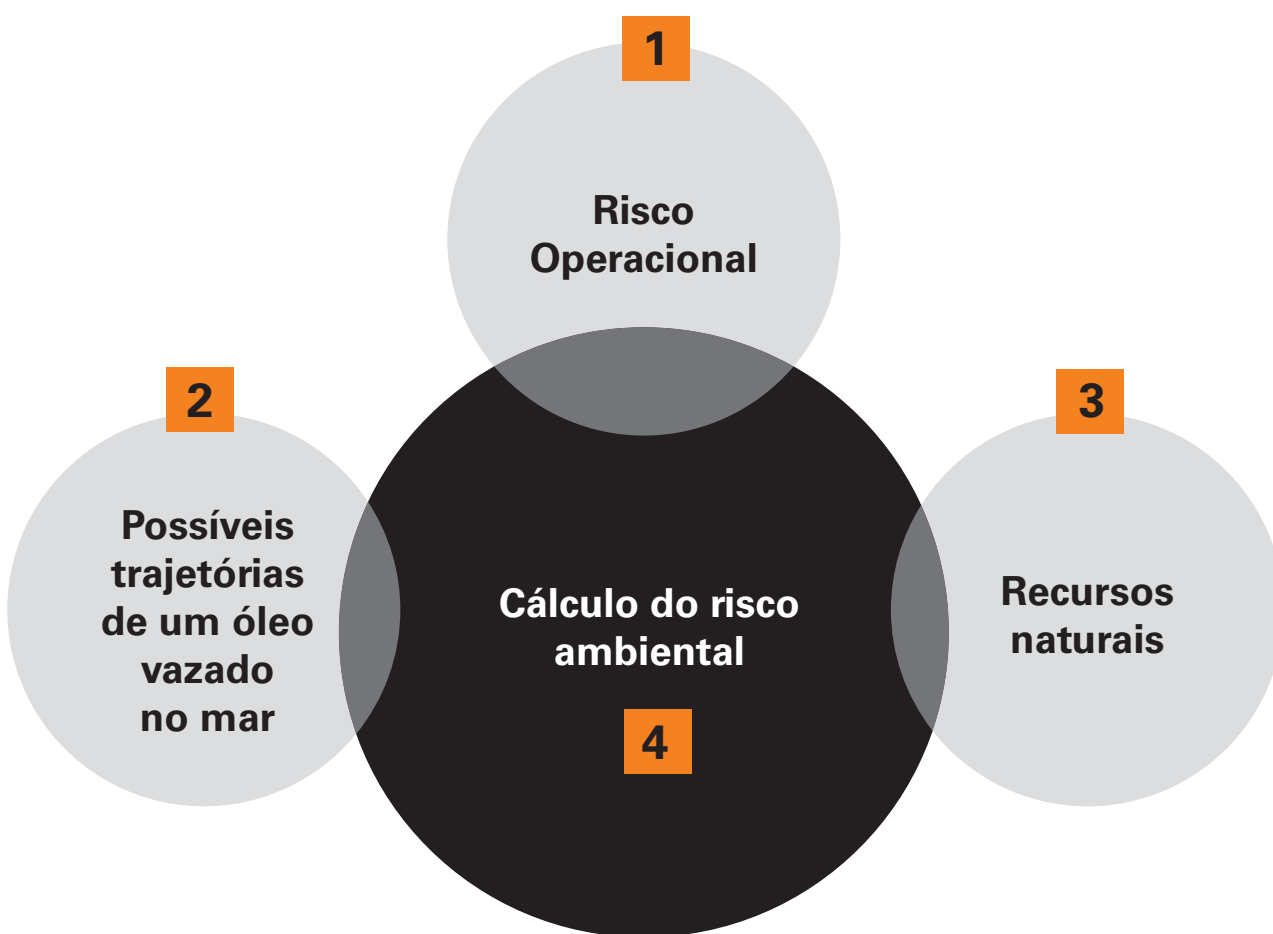 1
Risco
Operacional
2
Possíveis
trajetórias
de um óleo
vazado
no mar
3
Recursos
naturais
Cálculo do risco
ambiental
4